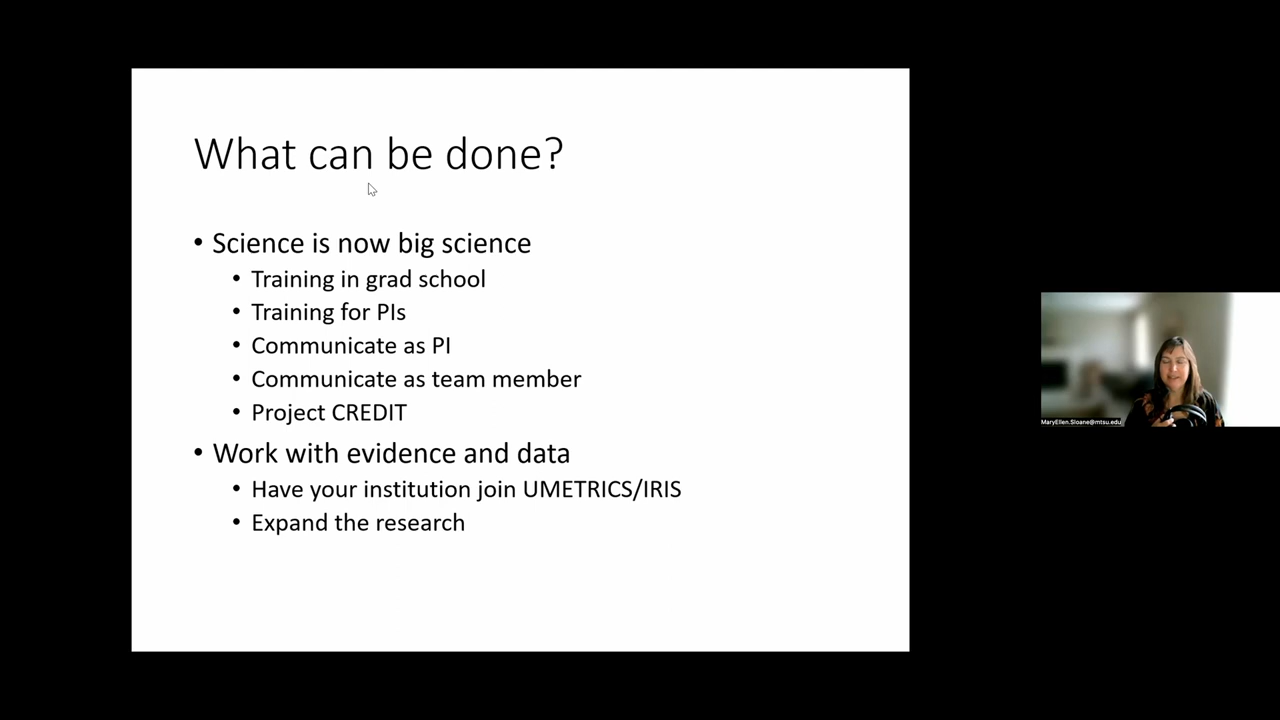 What can be done?
• Science is now big science
• Training in grad school
• Training for PIs
• Communicate as PI
• Communicate as team member
• Project CREDIT
• Work with evidence and data
• Have your institution join UMETRICS/IRIS
• Expand the research
MaryEllen.Sloane@mtsu.edu